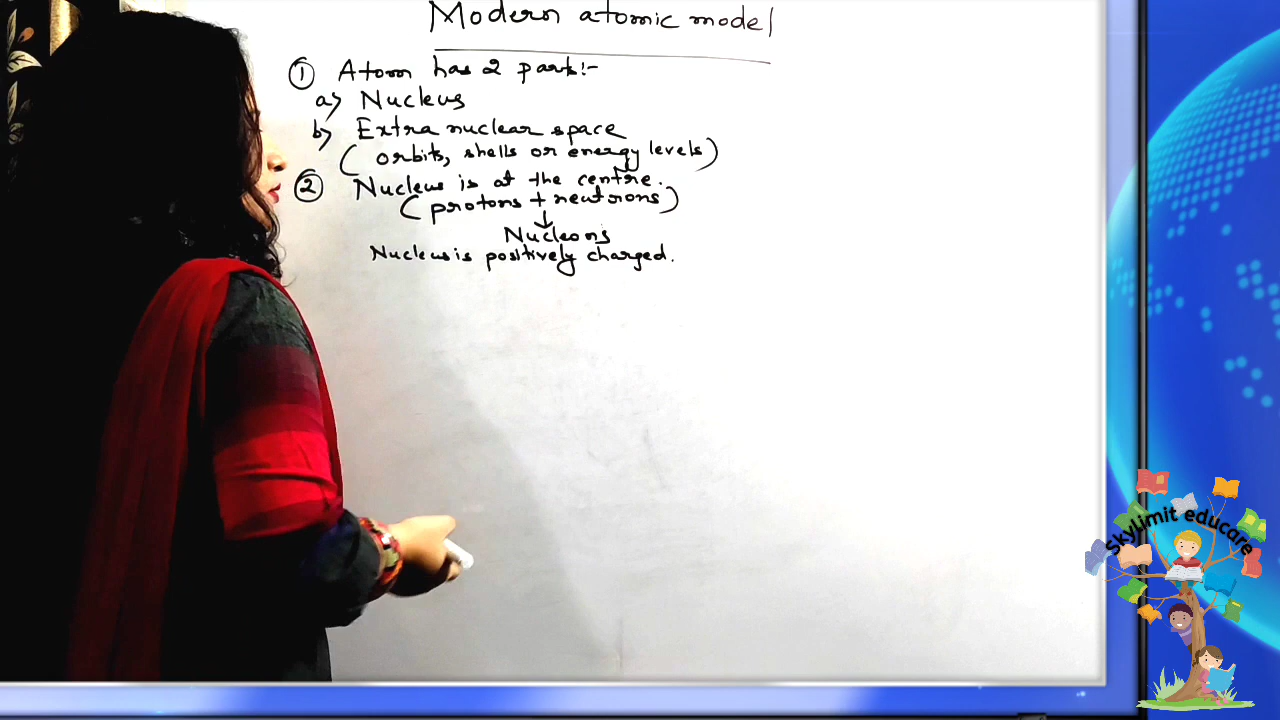 Modern atomic model
① Atom has 2 parts:-
a) Nucleus
b) Extra nuclear space
(orbits, shells or energy levels)
② Nucleus is at the centre.
(protons + neutrons)
↓
Nucleons
Nucleus is positively charged.
Skylimit educare